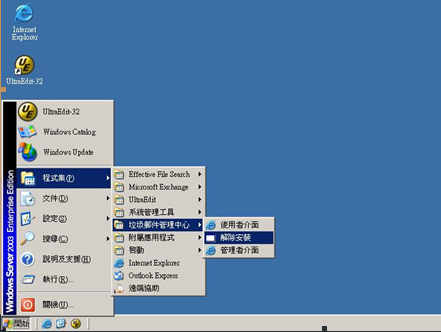 Internet
Explorer
UltraEdit-32
UltraEdit-32
Windows Catalog
Windows Update
程式集(P)
文件(D)
設定(S)
搜尋(C)
說明及支援(H)
執行(R)...
關機(U)...
Windows Server 2003 Enterprise Edition
Effective File Search
Microsoft Exchange
UltraEdit
系統管理工具
垃圾郵件管理中心
附屬應用程式
啟動
Internet Explorer
Outlook Express
遠端協助
使用者介面
解除安裝
管理者介面
開始